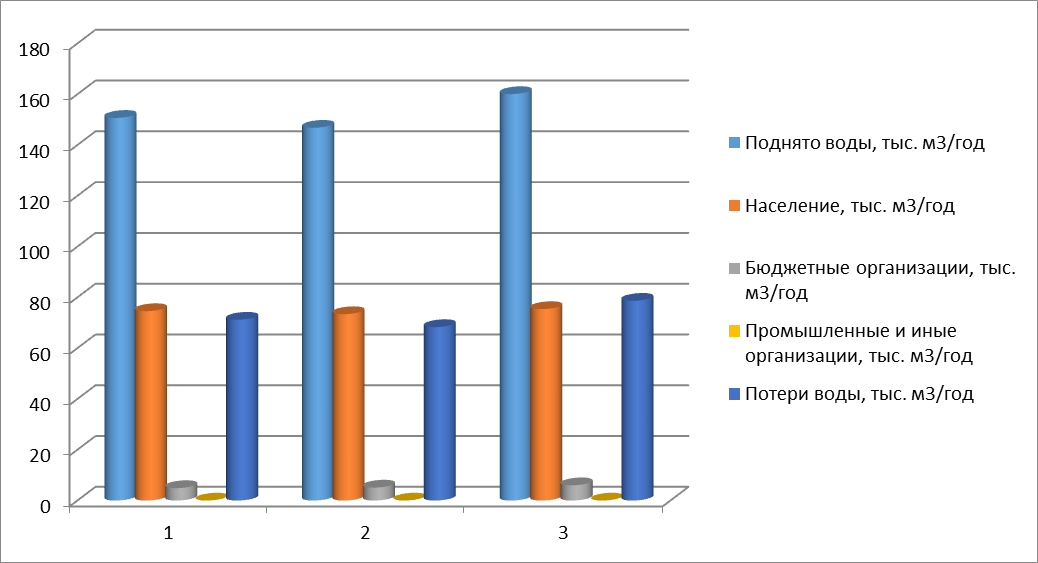 180
160
140
120
100
80
60
40
20
0
1
2
3
Поднято воды, тыс. м3/год
Население, тыс. м3/год
Бюджетные организации, тыс.
м3/год
Промышленные и иные
организации, тыс. м3/год
Потери воды, тыс. м3/год